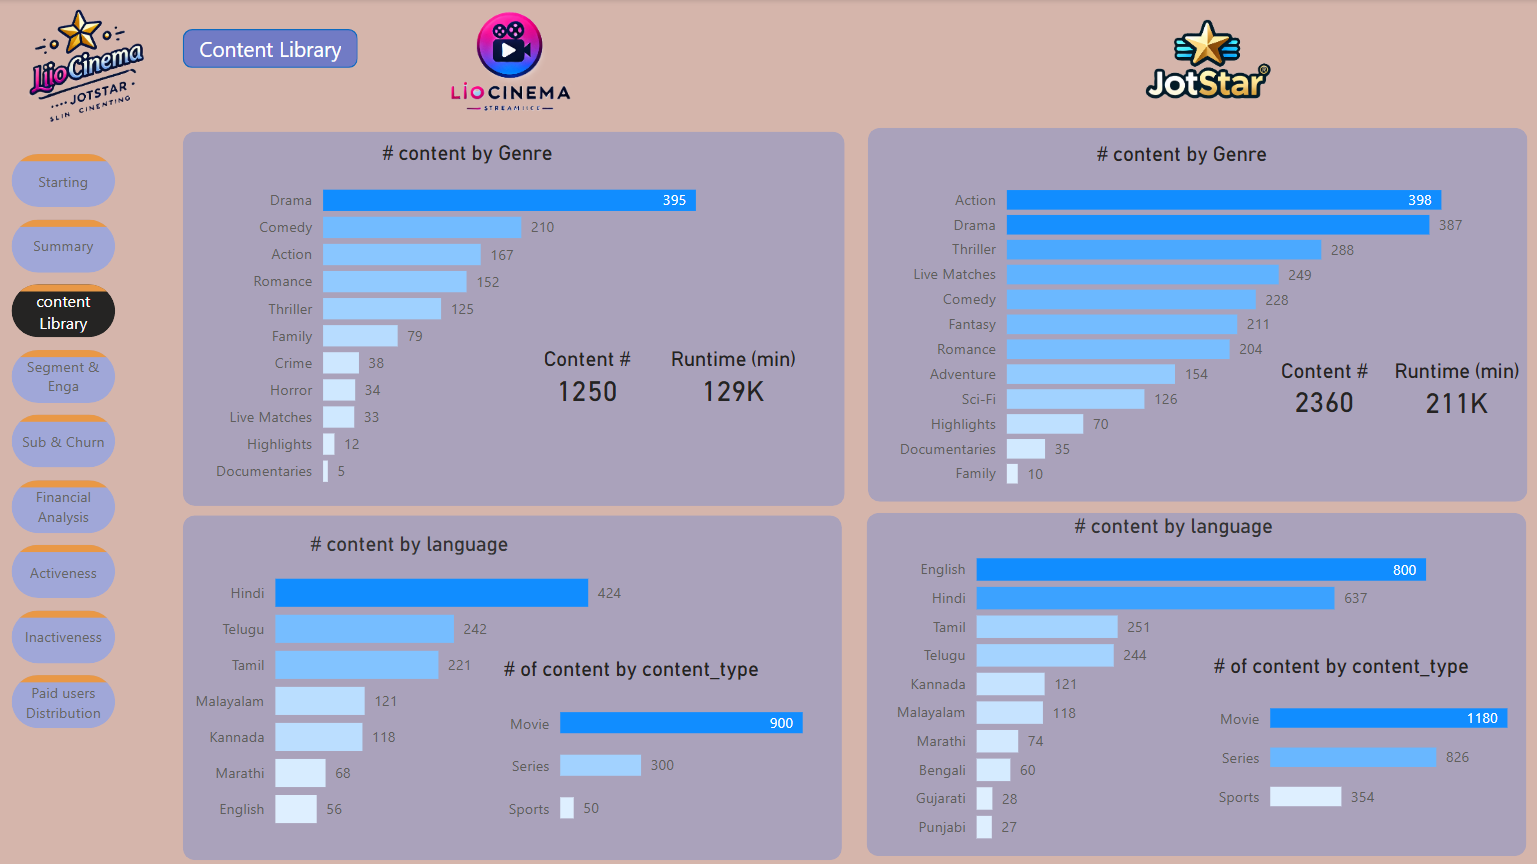 LiioCinema
JOTSTAR
SLIN CINENTING
Content Library
LiOCINEMA
JotStar®
Starting
Summary
content
Library
Segment &
Enga
Sub & Churn
Financial
Analysis
Activeness
Inactiveness
Paid users
Distribution
# content by Genre
Drama 395
Comedy 210
Action 167
Romance 152
Thriller 125
Family 79
Crime 38
Horror 34
Live Matches 33
Highlights 12
Documentaries 5
Content # Runtime (min)
1250 129K
# content by Genre
Action 398
Drama 387
Thriller 288
Live Matches 249
Comedy 228
Fantasy 211
Romance 204
Adventure 154
Sci-Fi 126
Highlights 70
Documentaries 35
Family 10
Content # Runtime (min)
2360 211K
# content by language
Hindi 424
Telugu 242
Tamil 221
Malayalam 121
Kannada 118
Marathi 68
English 56
# of content by content_type
Movie 900
Series 300
Sports 50
# content by language
English 800
Hindi 637
Tamil 251
Telugu 244
Kannada 121
Malayalam 118
Marathi 74
Bengali 60
Gujarati 28
Punjabi 27
# of content by content_type
Movie 1180
Series 826
Sports 354